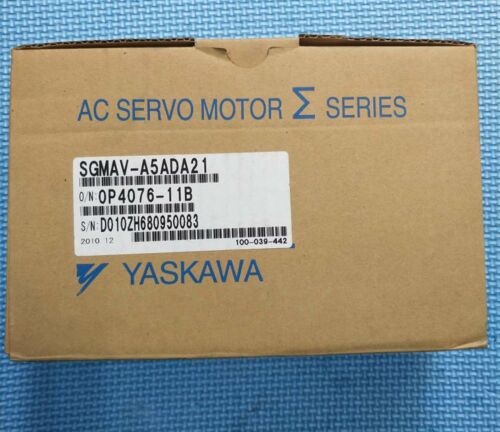 AC SERVO MOTOR Σ SERIES
SGMAV-A5ADA21
O/N: OP4076-11B
S/N: D010ZH680950083
2010.12 100-039-442
YASKAWA